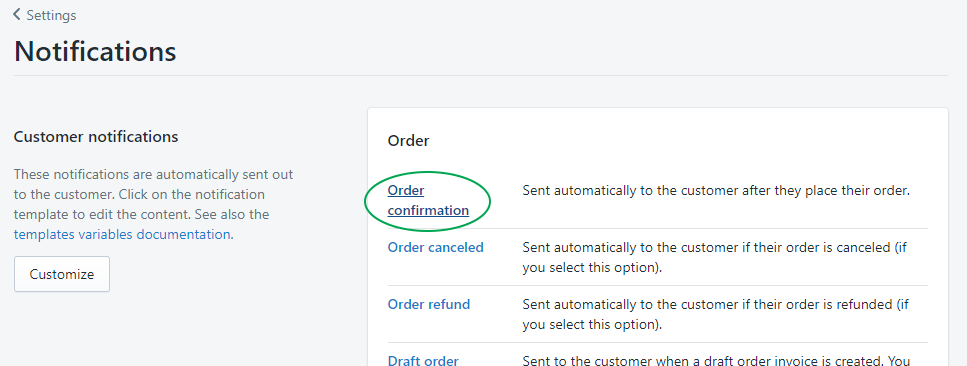 Settings
Notifications
Customer notifications
These notifications are automatically sent out
to the customer. Click on the notification
template to edit the content. See also the
templates variables documentation.
Customize
Order
Order
confirmation
Sent automatically to the customer after they place their order.
Order canceled
Sent automatically to the customer if their order is canceled (if
you select this option).
Order refund
Sent automatically to the customer if their order is refunded (if
you select this option).
Draft order
Sent to the customer when a draft order invoice is created. You